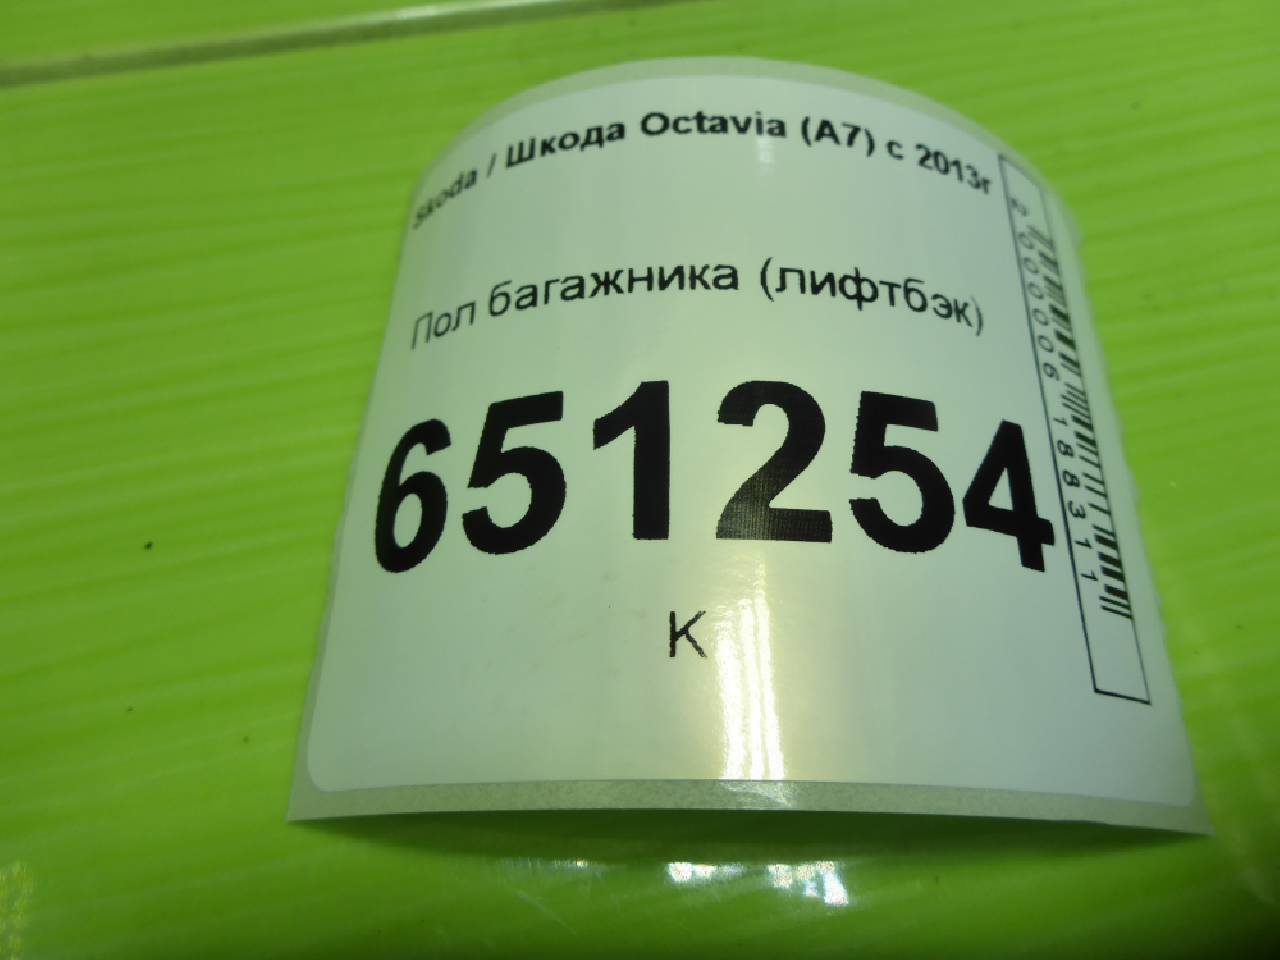 Skoda / Шкода Octavia (A7) с 2013г
Пол багажника (лифтбэк)
651254
К
2000006188311